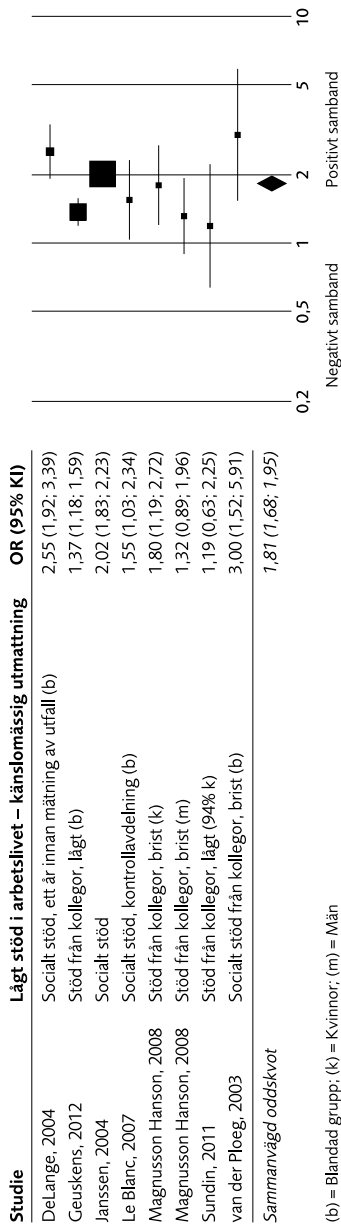 Studie Lågt stöd i arbetslivet – känslomässig utmattning OR (95% KI)
DeLange, 2004 Socialt stöd, ett år innan mätning av utfall (b) 2,55 (1,92; 3,39)
Geuskens, 2012 Stöd från kollegor, lågt (b) 1,37 (1,18; 1,59)
Janssen, 2004 Socialt stöd 2,02 (1,83; 2,23)
Le Blanc, 2007 Socialt stöd, kontrollavdelning (b) 1,55 (1,03; 2,34)
Magnusson Hanson, 2008 Stöd från kollegor, brist (k) 1,80 (1,19; 2,72)
Magnusson Hanson, 2008 Stöd från kollegor, brist (m) 1,32 (0,89; 1,96)
Sundin, 2011 Stöd från kollegor, lågt (94% k) 1,19 (0,63; 2,25)
van der Ploeg, 2003 Socialt stöd från kollegor, brist (b) 3,00 (1,52; 5,91)
Sammanvägd oddskvot 1,81 (1,68; 1,95)
0,2 0,5 1 2 5 10
Negativt samband Positivt samband
(b) = Blandad grupp; (k) = Kvinnor; (m) = Män